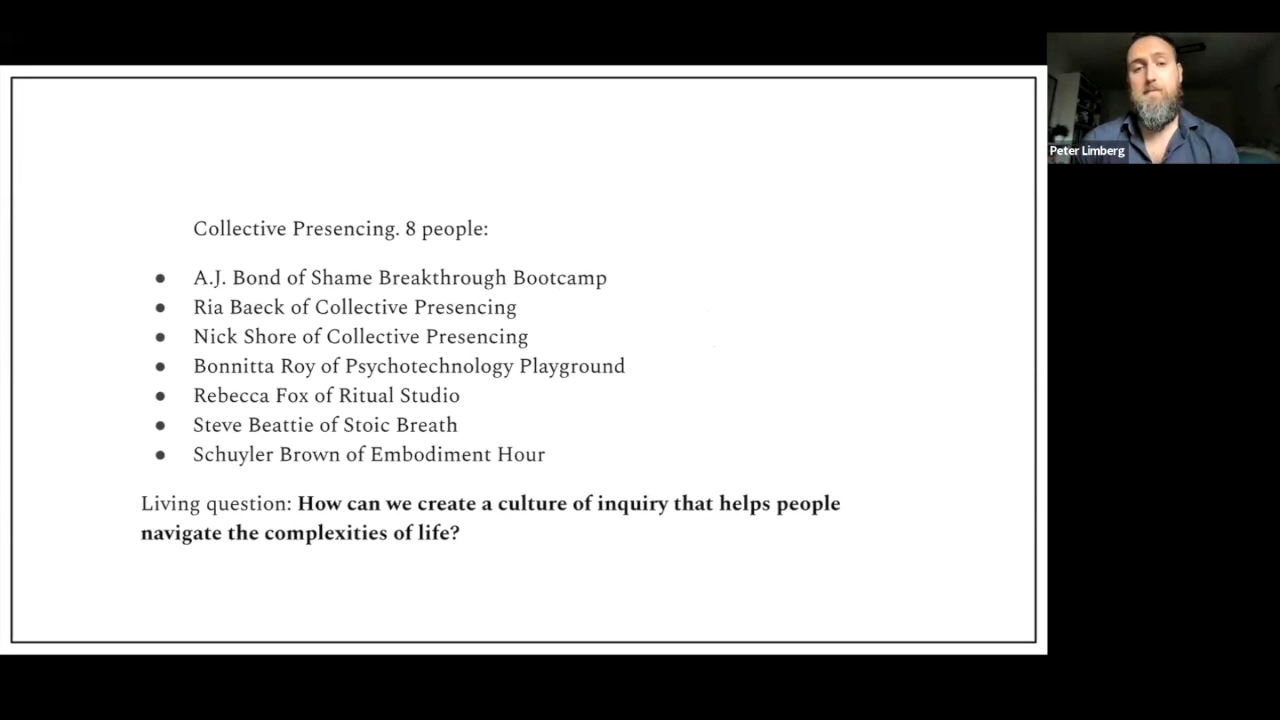 Collective Presencing. 8 people:
● A.J. Bond of Shame Breakthrough Bootcamp
● Ria Baeck of Collective Presencing
● Nick Shore of Collective Presencing
● Bonnitta Roy of Psychotechnology Playground
● Rebecca Fox of Ritual Studio
● Steve Beattie of Stoic Breath
● Schuyler Brown of Embodiment Hour
Living question: How can we create a culture of inquiry that helps people
navigate the complexities of life?
Peter Limberg